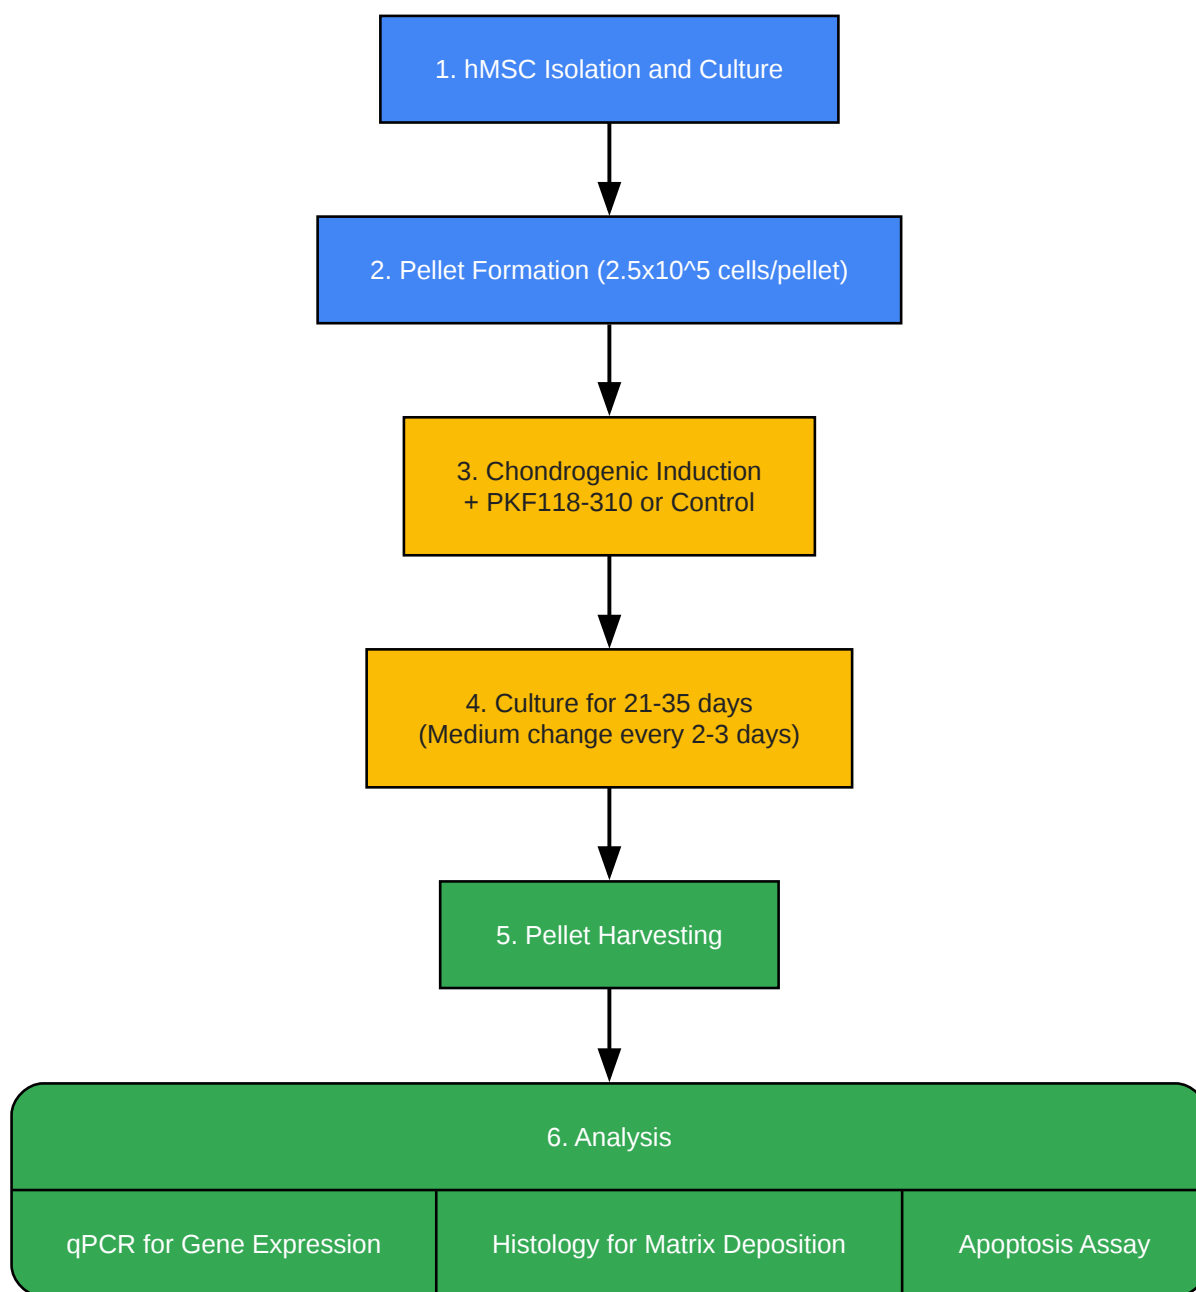 1. hMSC Isolation and Culture
2. Pellet Formation (2.5x10^5 cells/pellet)
3. Chondrogenic Induction
+ PKF118-310 or Control
4. Culture for 21-35 days
(Medium change every 2-3 days)
5. Pellet Harvesting
6. Analysis
qPCR for Gene Expression
Histology for Matrix Deposition
Apoptosis Assay